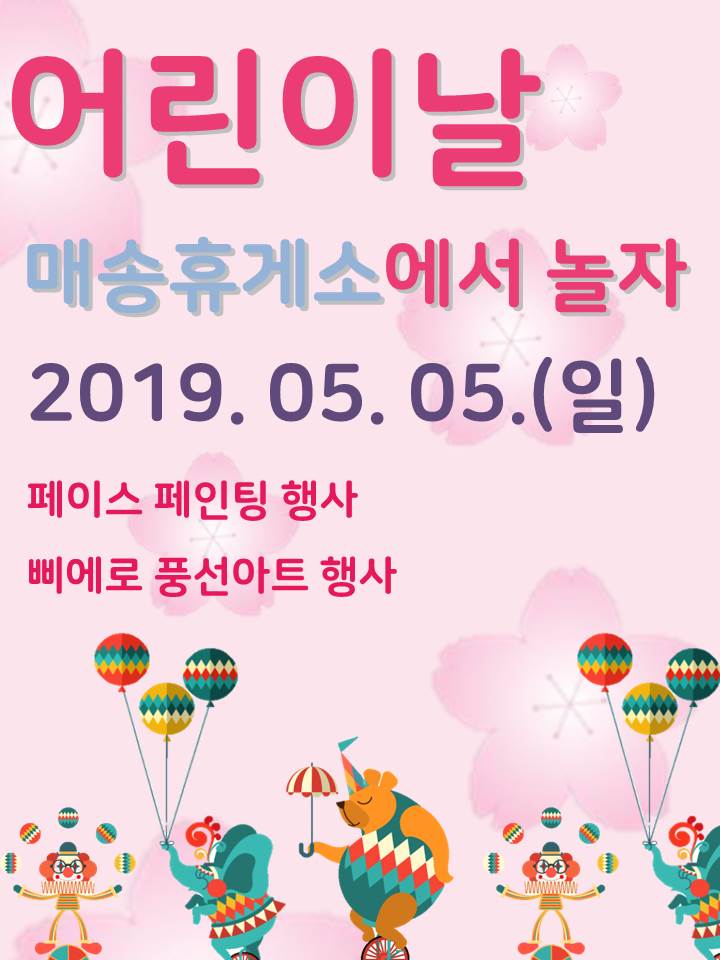 어린이날
매송휴게소에서 놀자
2019. 05. 05.(일)
페이스 페인팅 행사
삐에로 풍선아트 행사